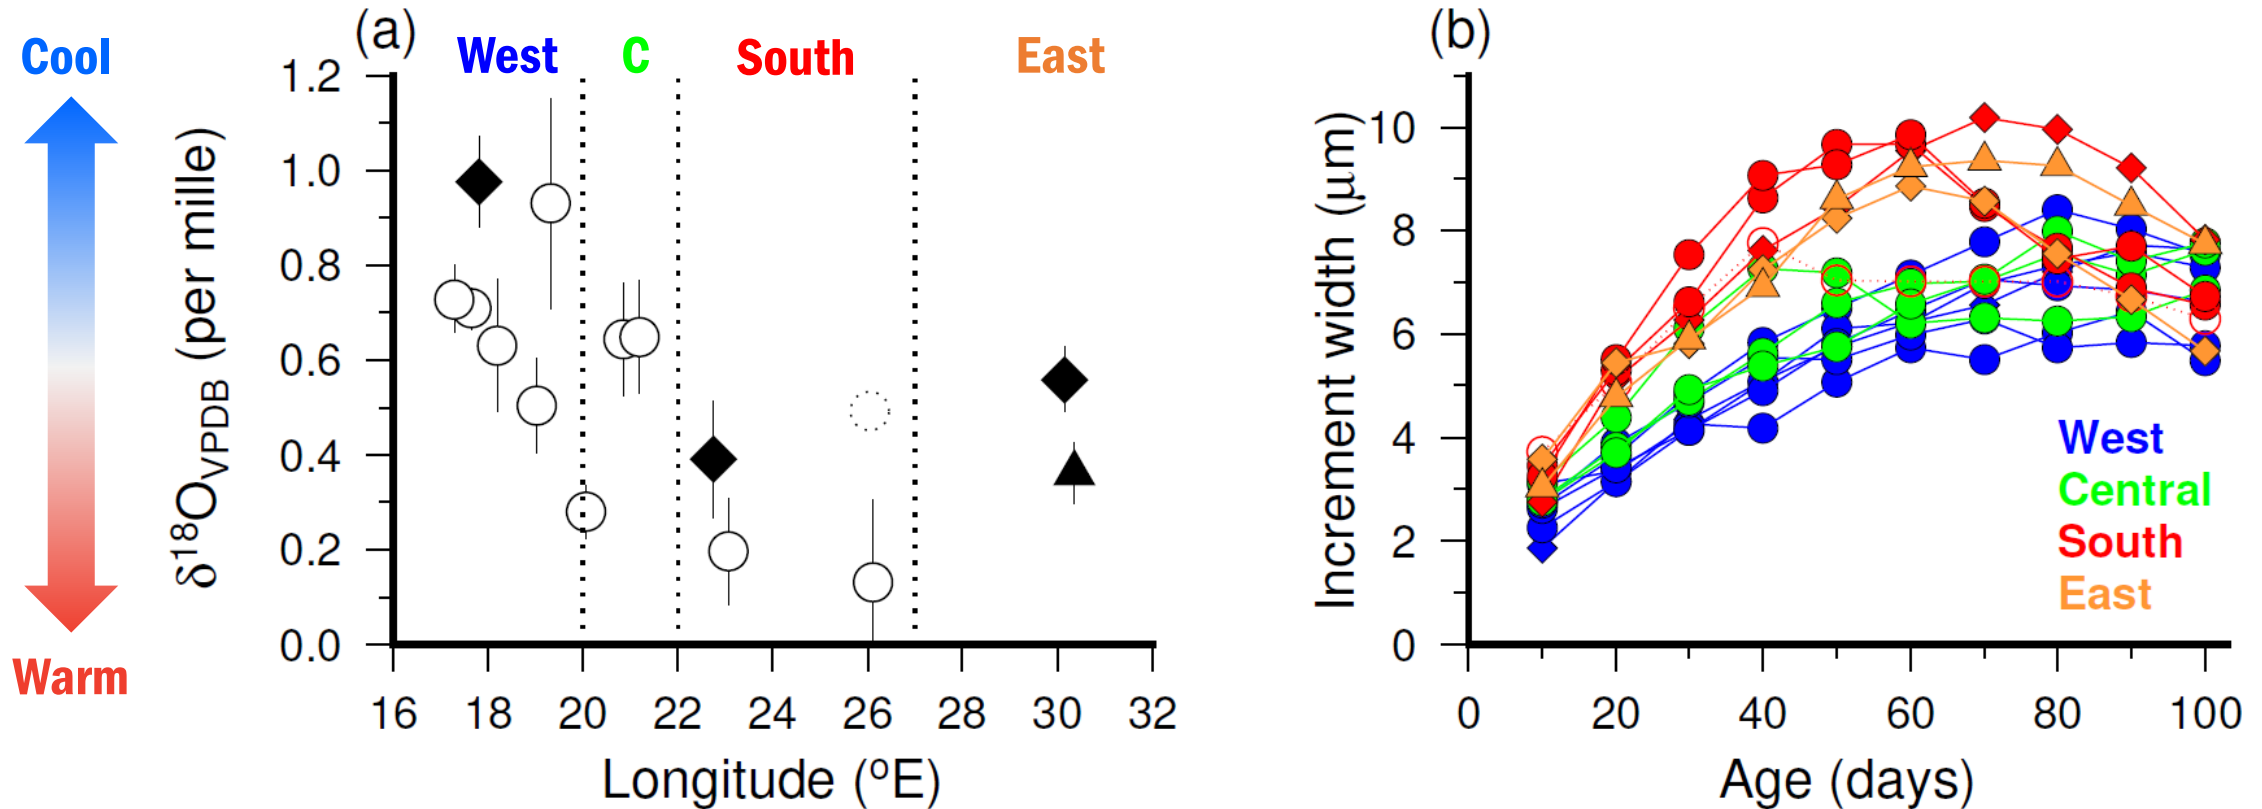 Cool
Warm
(a)
West C South East
1.2
1.0
0.8
0.6
0.4
0.2
0.0
δ18OVPDB (per mille)
16 18 20 22 24 26 28 30 32
Longitude (oE)
(b)
10
8
6
4
2
0
Increment width (μm)
West
Central
South
East
0 20 40 60 80 100
Age (days)